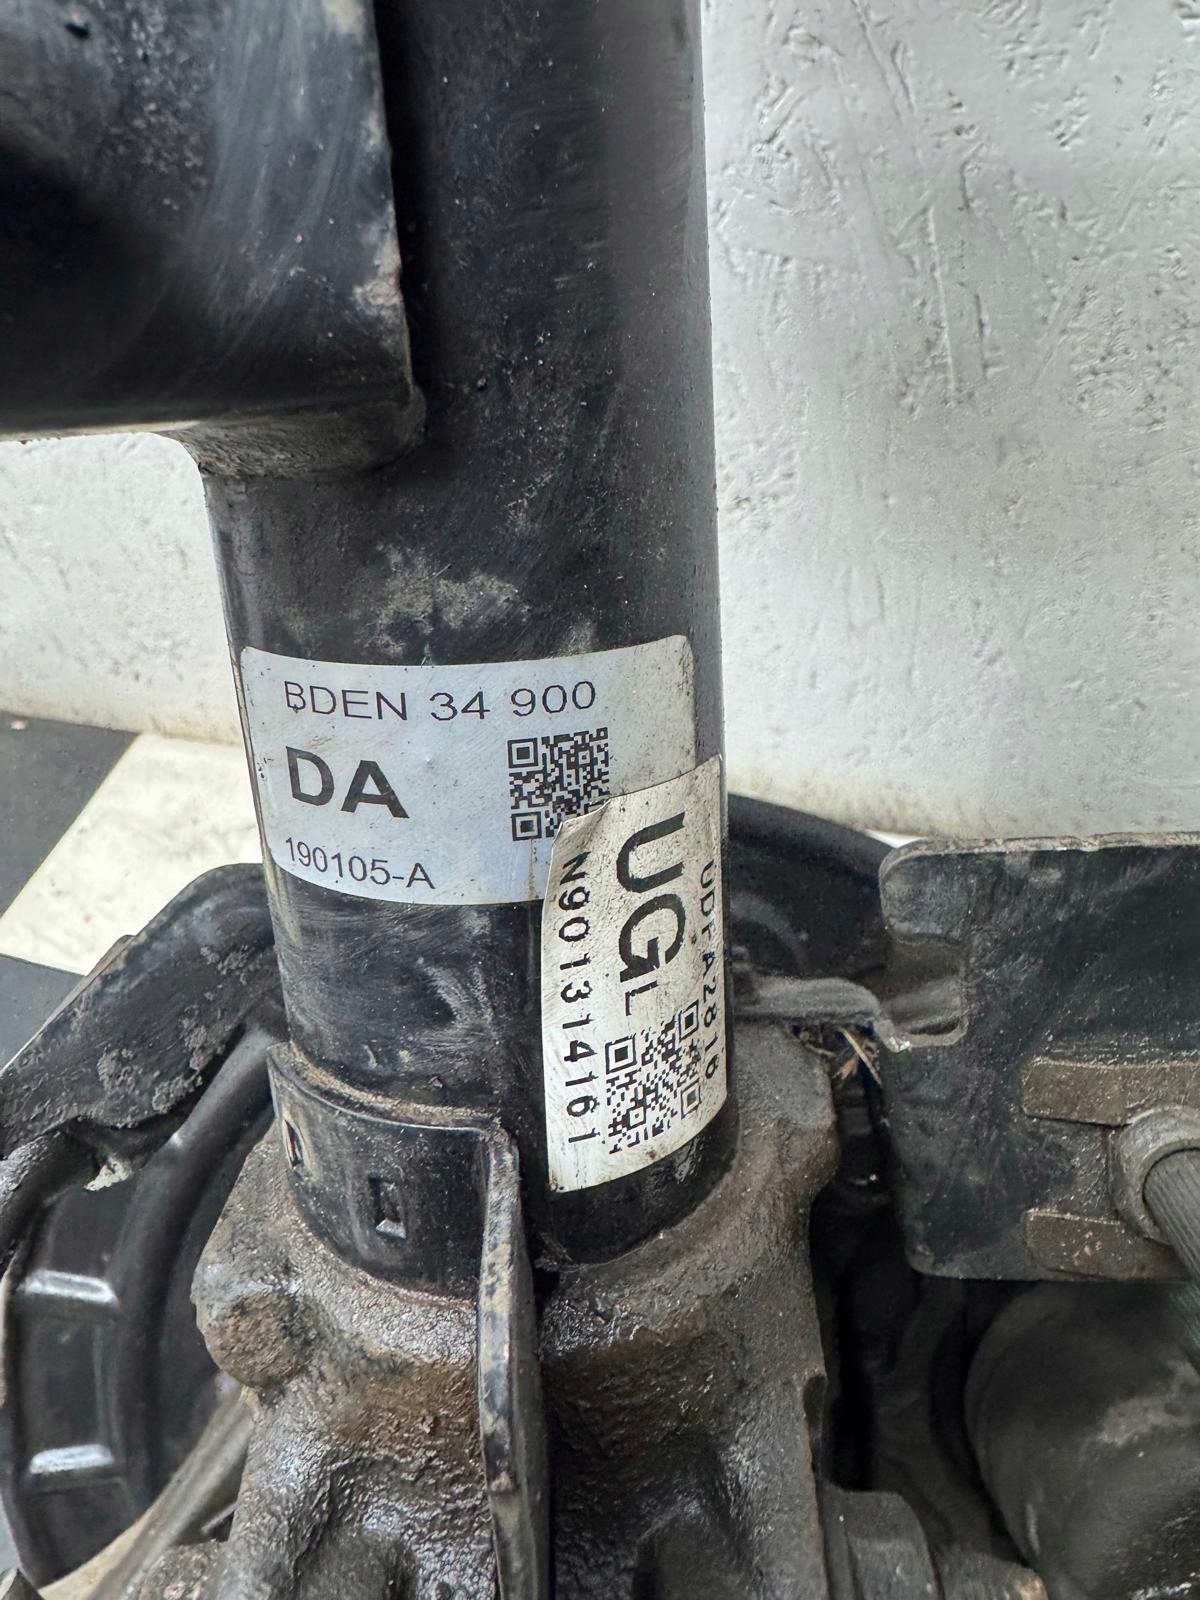 BDEN 34 900
DA
190105-A
UDFA2818
UGL
N901314161